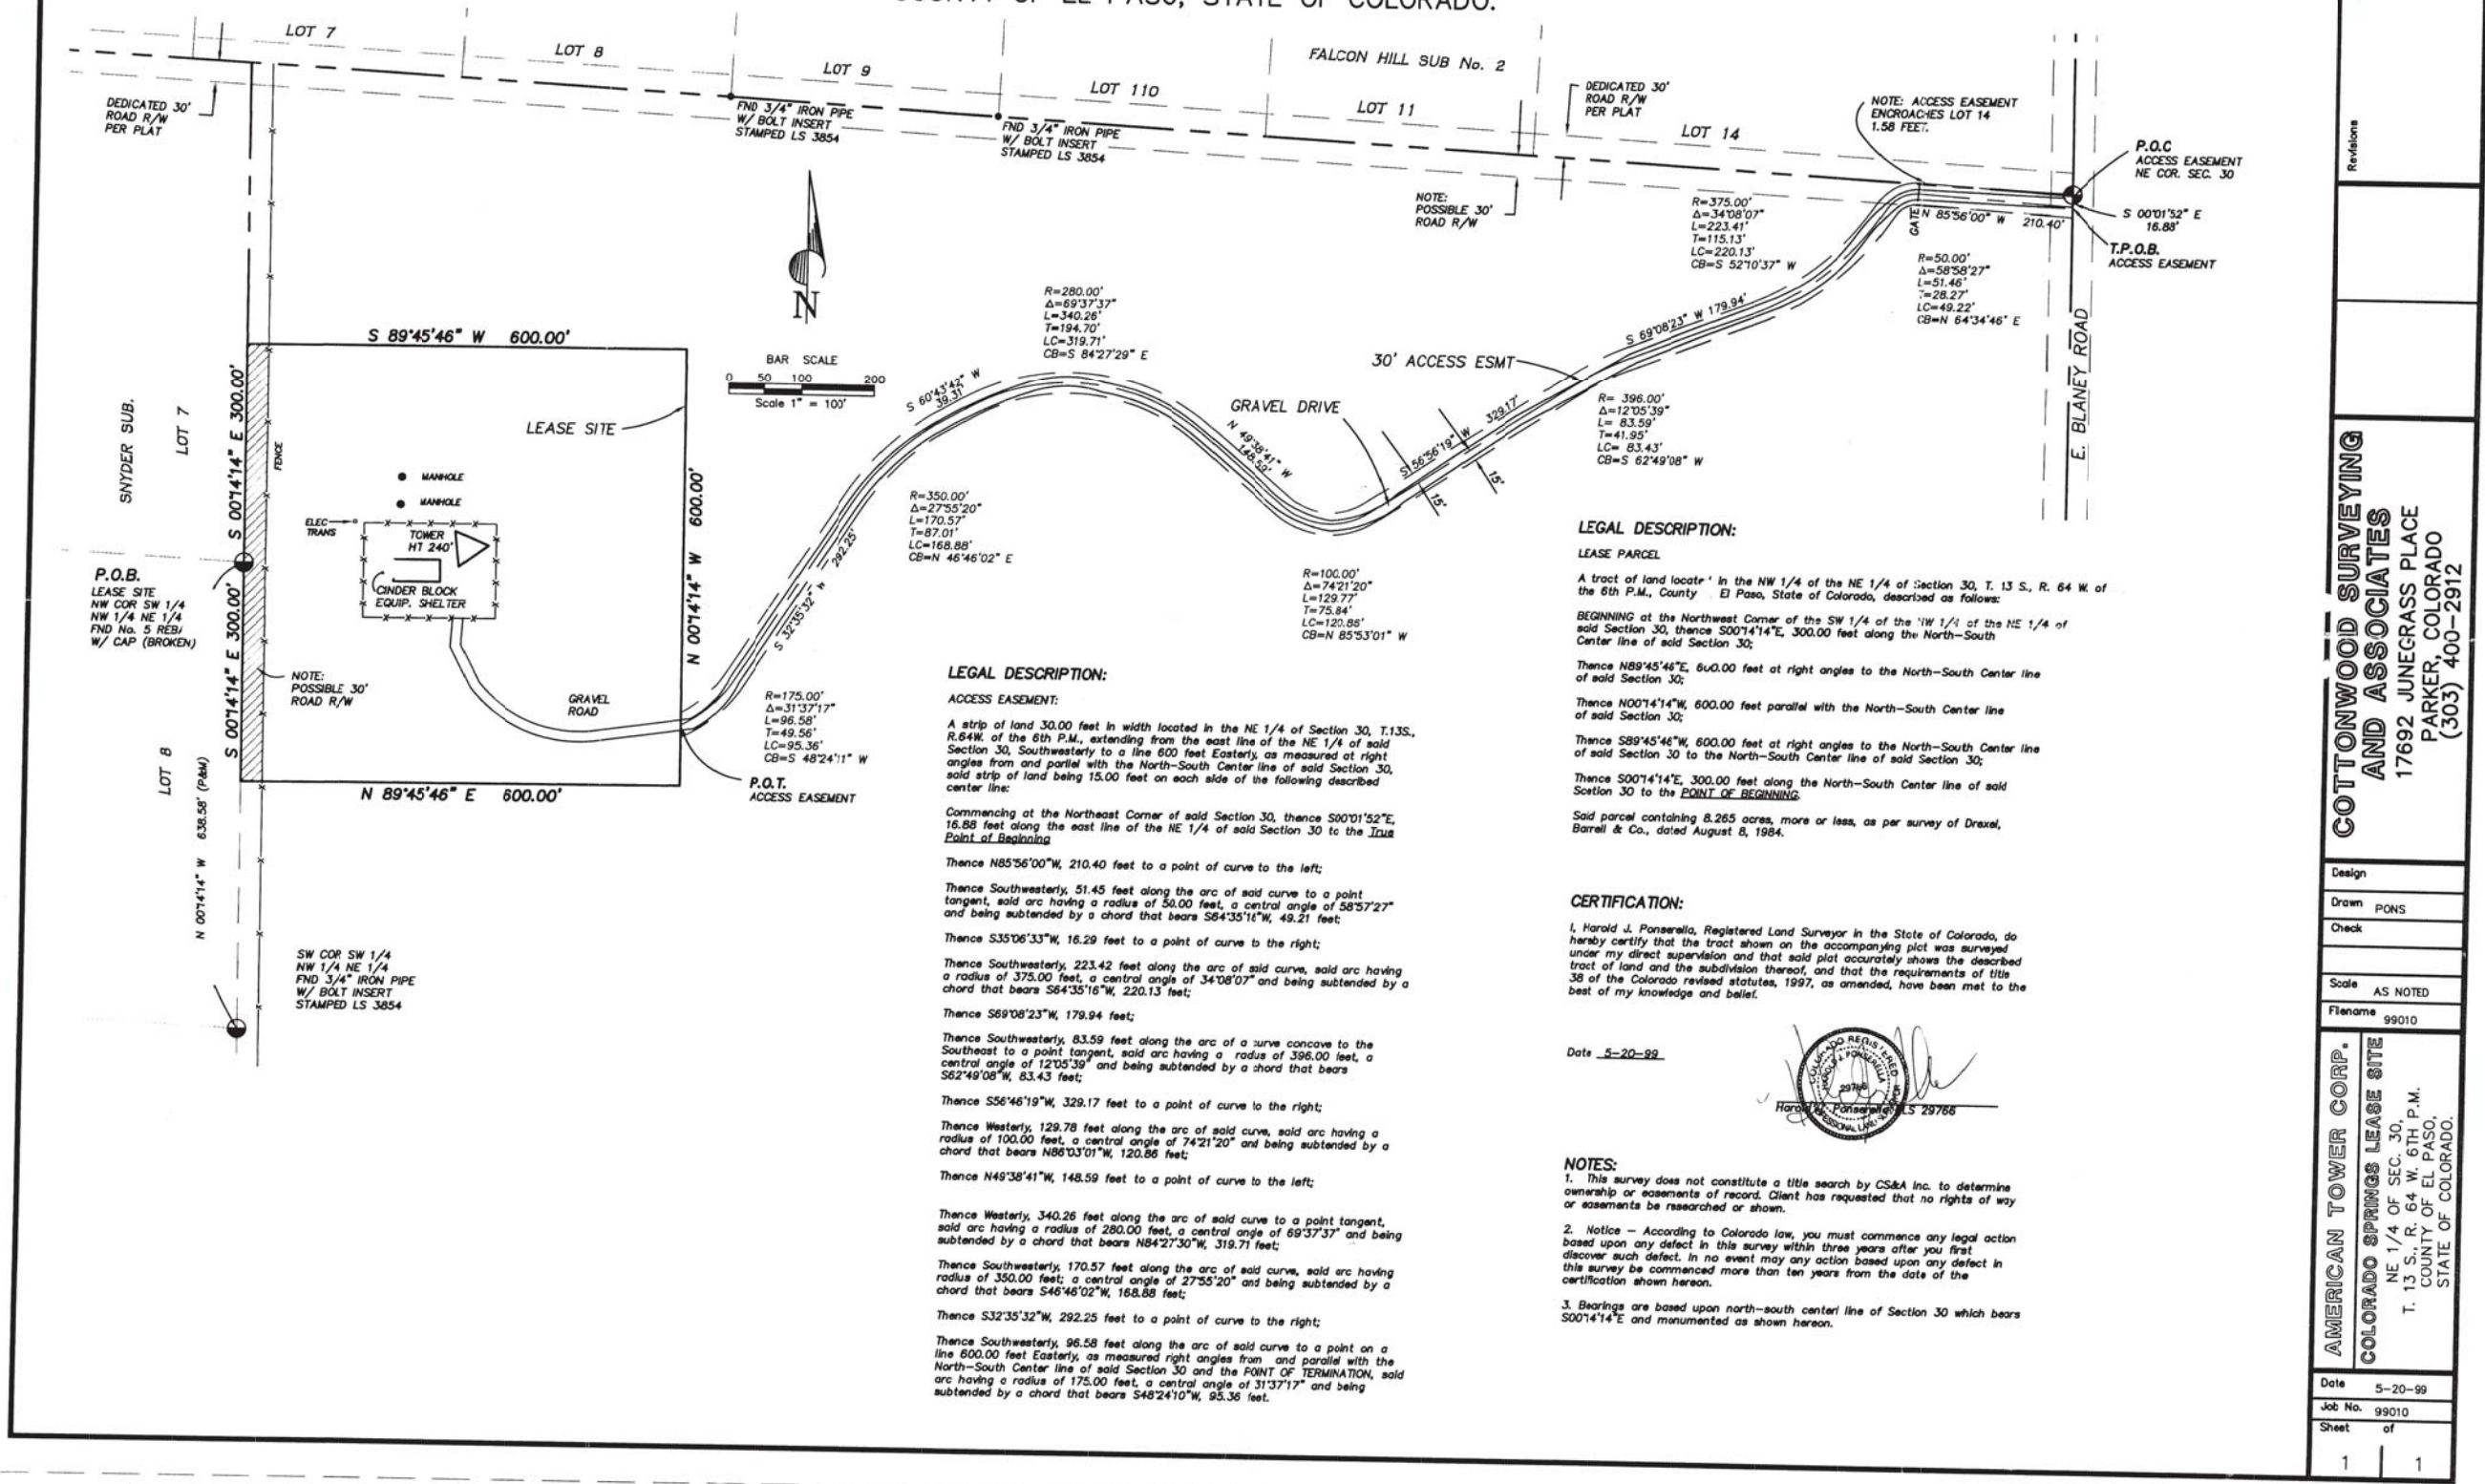 COUNTY OF EL PASO, STATE OF COLORADO.
LOT 7
LOT 8
LOT 9
LOT 110
LOT 11
FALCON HILL SUB No. 2
LOT 14
DEDICATED 30'
ROAD R/W
PER PLAT
FND 3/4" IRON PIPE
W/ BOLT INSERT
STAMPED LS 3854
FND 3/4" IRON PIPE
W/ BOLT INSERT
STAMPED LS 3854
DEDICATED 30'
ROAD R/W
PER PLAT
NOTE: ACCESS EASEMENT
ENCROACHES LOT 14
1.58 FEET.
P.O.C
ACCESS EASEMENT
NE COR. SEC. 30
S 00°01'52" E
16.88'
T.P.O.B.
ACCESS EASEMENT
NOTE:
POSSIBLE 30'
ROAD R/W
GATE
N 85°56'00" W 210.40'
R=375.00'
Δ=34°08'07"
L=223.41'
T=115.13'
LC=220.13'
CB=S 52°10'37" W
R=50.00'
Δ=58°58'27"
L=51.46'
T=28.27'
LC=49.22'
CB=N 64°34'46" E
E. BLANEY ROAD
N
BAR SCALE
0 50 100 200
Scale 1" = 100'
R=280.00'
Δ=69°37'37"
L=340.26'
T=194.70'
LC=319.71'
CB=S 84°27'29" E
S 69°08'23" W 179.94'
30' ACCESS ESMT
GRAVEL DRIVE
R= 396.00'
Δ=12°05'39"
L= 83.59'
T=41.95'
LC= 83.43'
CB=S 62°49'08" W
S 56°56'19" W 329.17'
15'
15'
S 60°43'42" W
39.31'
N 49°38'41" W
148.59'
R=350.00'
Δ=27°55'20"
L=170.57'
T=87.01'
LC=168.88'
CB=N 46°46'02" E
R=100.00'
Δ=74°21'20"
L=129.77'
T=75.84'
LC=120.86'
CB=N 85°53'01" W
S 32°35'32" W 292.25'
R=175.00'
Δ=31°37'17"
L=96.58'
T=49.56'
LC=95.36'
CB=S 48°24'11" W
P.O.T.
ACCESS EASEMENT
S 89°45'46" W 600.00'
LEASE SITE
N 00°14'14" W 600.00'
N 89°45'46" E 600.00'
S 00°14'14" E 300.00'
S 00°14'14" E 300.00'
FENCE
MANHOLE
MANHOLE
ELEC
TRANS
TOWER
HT 240'
CINDER BLOCK
EQUIP. SHELTER
GRAVEL
ROAD
NOTE:
POSSIBLE 30'
ROAD R/W
SNYDER SUB.
LOT 7
LOT 8
P.O.B.
LEASE SITE
NW COR SW 1/4
NW 1/4 NE 1/4
FND No. 5 REBAR
W/ CAP (BROKEN)
N 00°14'14" W 638.58' (P&M)
SW COR SW 1/4
NW 1/4 NE 1/4
FND 3/4" IRON PIPE
W/ BOLT INSERT
STAMPED LS 3854
LEGAL DESCRIPTION:
ACCESS EASEMENT:
A strip of land 30.00 feet in width located in the NE 1/4 of Section 30, T.13S.,
R.64W. of the 6th P.M., extending from the east line of the NE 1/4 of said
Section 30, Southwesterly to a line 600 feet Easterly, as measured at right
angles from and parllel with the North-South Center line of said Section 30,
said strip of land being 15.00 feet on each side of the following described
center line:
Commencing at the Northeast Corner of said Section 30, thence S00°01'52"E,
16.88 feet along the east line of the NE 1/4 of said Section 30 to the True
Point of Beginning
Thence N85°56'00"W, 210.40 feet to a point of curve to the left;
Thence Southwesterly, 51.45 feet along the arc of said curve to a point
tangent, said arc having a radius of 50.00 feet, a central angle of 58°57'27"
and being subtended by a chord that bears S64°35'16"W, 49.21 feet;
Thence S35°06'33"W, 16.29 feet to a point of curve to the right;
Thence Southwesterly, 223.42 feet along the arc of said curve, said arc having
a radius of 375.00 feet, a central angle of 34°08'07" and being subtended by a
chord that bears S64°35'16"W, 220.13 feet;
Thence S69°08'23"W, 179.94 feet;
Thence Southwesterly, 83.59 feet along the arc of a curve concave to the
Southeast to a point tangent, said arc having a radus of 396.00 feet, a
central angle of 12°05'39" and being subtended by a chord that bears
S62°49'08"W, 83.43 feet;
Thence S56°46'19"W, 329.17 feet to a point of curve to the right;
Thence Westerly, 129.78 feet along the arc of said curve, said arc having a
radius of 100.00 feet, a central angle of 74°21'20" and being subtended by a
chord that bears N86°03'01"W, 120.86 feet;
Thence N49°38'41"W, 148.59 feet to a point of curve to the left;
Thence Westerly, 340.26 feet along the arc of said curve to a point tangent,
said arc having a radius of 280.00 feet, a central angle of 69°37'37" and being
subtended by a chord that bears N84°27'30"W, 319.71 feet;
Thence Southwesterly, 170.57 feet along the arc of said curve, said arc having
radius of 350.00 feet; a central angle of 27°55'20" and being subtended by a
chord that bears S46°46'02"W, 168.88 feet;
Thence S32°35'32"W, 292.25 feet to a point of curve to the right;
Thence Southwesterly, 96.58 feet along the arc of said curve to a point on a
line 600.00 feet Easterly, as measured right angles from and parallel with the
North-South Center line of said Section 30 and the POINT OF TERMINATION, said
arc having a radius of 175.00 feet, a central angle of 31°37'17" and being
subtended by a chord that bears S48°24'10"W, 95.36 feet.
LEGAL DESCRIPTION:
LEASE PARCEL
A tract of land locate' in the NW 1/4 of the NE 1/4 of Section 30, T. 13 S., R. 64 W. of
the 6th P.M., County El Paso, State of Colorado, described as follows:
BEGINNING at the Northwest Corner of the SW 1/4 of the NW 1/4 of the NE 1/4 of
said Section 30, thence S00°14'14"E, 300.00 feet along the North-South
Center line of said Section 30;
Thence N89°45'46"E, 600.00 feet at right angles to the North-South Center line
of said Section 30;
Thence N00°14'14"W, 600.00 feet parallel with the North-South Center line
of said Section 30;
Thence S89°45'46"W, 600.00 feet at right angles to the North-South Center line
of said Section 30 to the North-South Center line of said Section 30;
Thence S00°14'14"E, 300.00 feet along the North-South Center line of said
Scetion 30 to the POINT OF BEGINNING.
Said parcel containing 8.265 acres, more or less, as per survey of Drexel,
Barrell & Co., dated August 8, 1984.
CERTIFICATION:
I, Harold J. Ponserella, Registered Land Surveyor in the State of Colorado, do
hereby certify that the tract shown on the accompanying plot was surveyed
under my direct supervision and that said plat accurately shows the described
tract of land and the subdivision thereof, and that the requirements of title
38 of the Colorado revised statutes, 1997, as amended, have been met to the
best of my knowledge and belief.
Date 5-20-99
COLORADO REGISTERED
HAROLD J. PONSERELLA
29766
PROFESSIONAL LAND SURVEYOR
Harold J. Ponserella LS 29766
NOTES:
1. This survey does not constitute a title search by CS&A Inc. to determine
ownership or easements of record. Client has requested that no rights of way
or easements be researched or shown.
2. Notice - According to Colorado law, you must commence any legal action
based upon any defect in this survey within three years after you first
discover such defect. In no event may any action based upon any defect in
this survey be commenced more than ten years from the date of the
certification shown hereon.
3. Bearings are based upon north-south centerl line of Section 30 which bears
S00°14'14"E and monumented as shown hereon.
Revisions
COTTONWOOD SURVEYING
AND ASSOCIATES
17692 JUNEGRASS PLACE
PARKER, COLORADO
(303) 400-2912
Design
Drawn PONS
Check
Scale AS NOTED
Filename 99010
AMERICAN TOWER CORP.
COLORADO SPRINGS LEASE SITE
NE 1/4 OF SEC. 30,
T. 13 S., R. 64 W. 6TH P.M.
COUNTY OF EL PASO,
STATE OF COLORADO.
Date 5-20-99
Job No. 99010
Sheet of
1 1